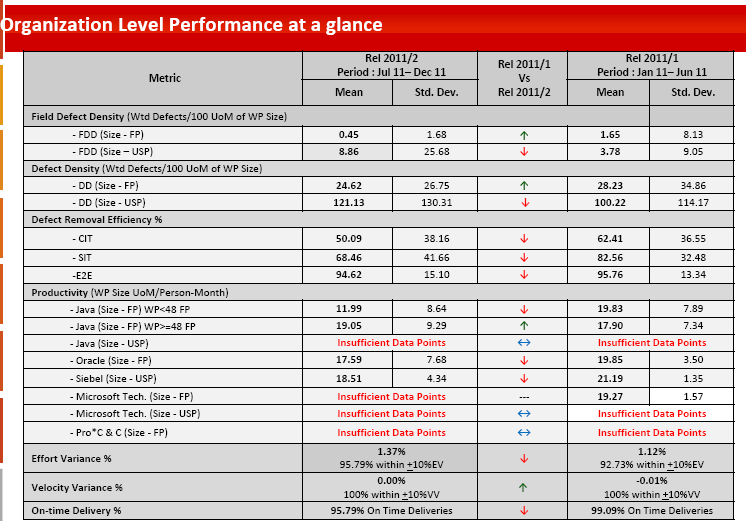 Organization Level Performance at a glance
Metric
Rel 2011/2
Period : Jul 11– Dec 11
Rel 2011/1
Vs
Rel 2011/2
Rel 2011/1
Period : Jan 11– Jun 11
Mean Std. Dev. Mean Std. Dev.
Field Defect Density (Wtd Defects/100 UoM of WP Size)
- FDD (Size - FP) 0.45 1.68 ↑ 1.65 8.13
- FDD (Size – USP) 8.86 25.68 ↓ 3.78 9.05
Defect Density (Wtd Defects/100 UoM of WP Size)
- DD (Size - FP) 24.62 26.75 ↑ 28.23 34.86
- DD (Size - USP) 121.13 130.31 ↓ 100.22 114.17
Defect Removal Efficiency %
- CIT 50.09 38.16 ↓ 62.41 36.55
- SIT 68.46 41.66 ↓ 82.56 32.48
-E2E 94.62 15.10 ↓ 95.76 13.34
Productivity (WP Size UoM/Person-Month)
- Java (Size - FP) WP<48 FP 11.99 8.64 ↓ 19.83 7.89
- Java (Size - FP) WP>=48 FP 19.05 9.29 ↑ 17.90 7.34
- Java (Size - USP) Insufficient Data Points ↔ Insufficient Data Points
- Oracle (Size - FP) 17.59 7.68 ↓ 19.85 3.50
- Siebel (Size - USP) 18.51 4.34 ↓ 21.19 1.35
- Microsoft Tech. (Size - FP) Insufficient Data Points --- 19.27 1.57
- Microsoft Tech. (Size - USP) Insufficient Data Points ↔ Insufficient Data Points
- Pro*C & C (Size - FP) Insufficient Data Points ↔ Insufficient Data Points
Effort Variance % 1.37% ↓ 1.12%
95.79% within +10%EV 92.73% within +10%EV
Velocity Variance % 0.00% ↑ -0.01%
100% within +10%VV 100% within +10%VV
On-time Delivery % 95.79% On Time Deliveries ↓ 99.09% On Time Deliveries